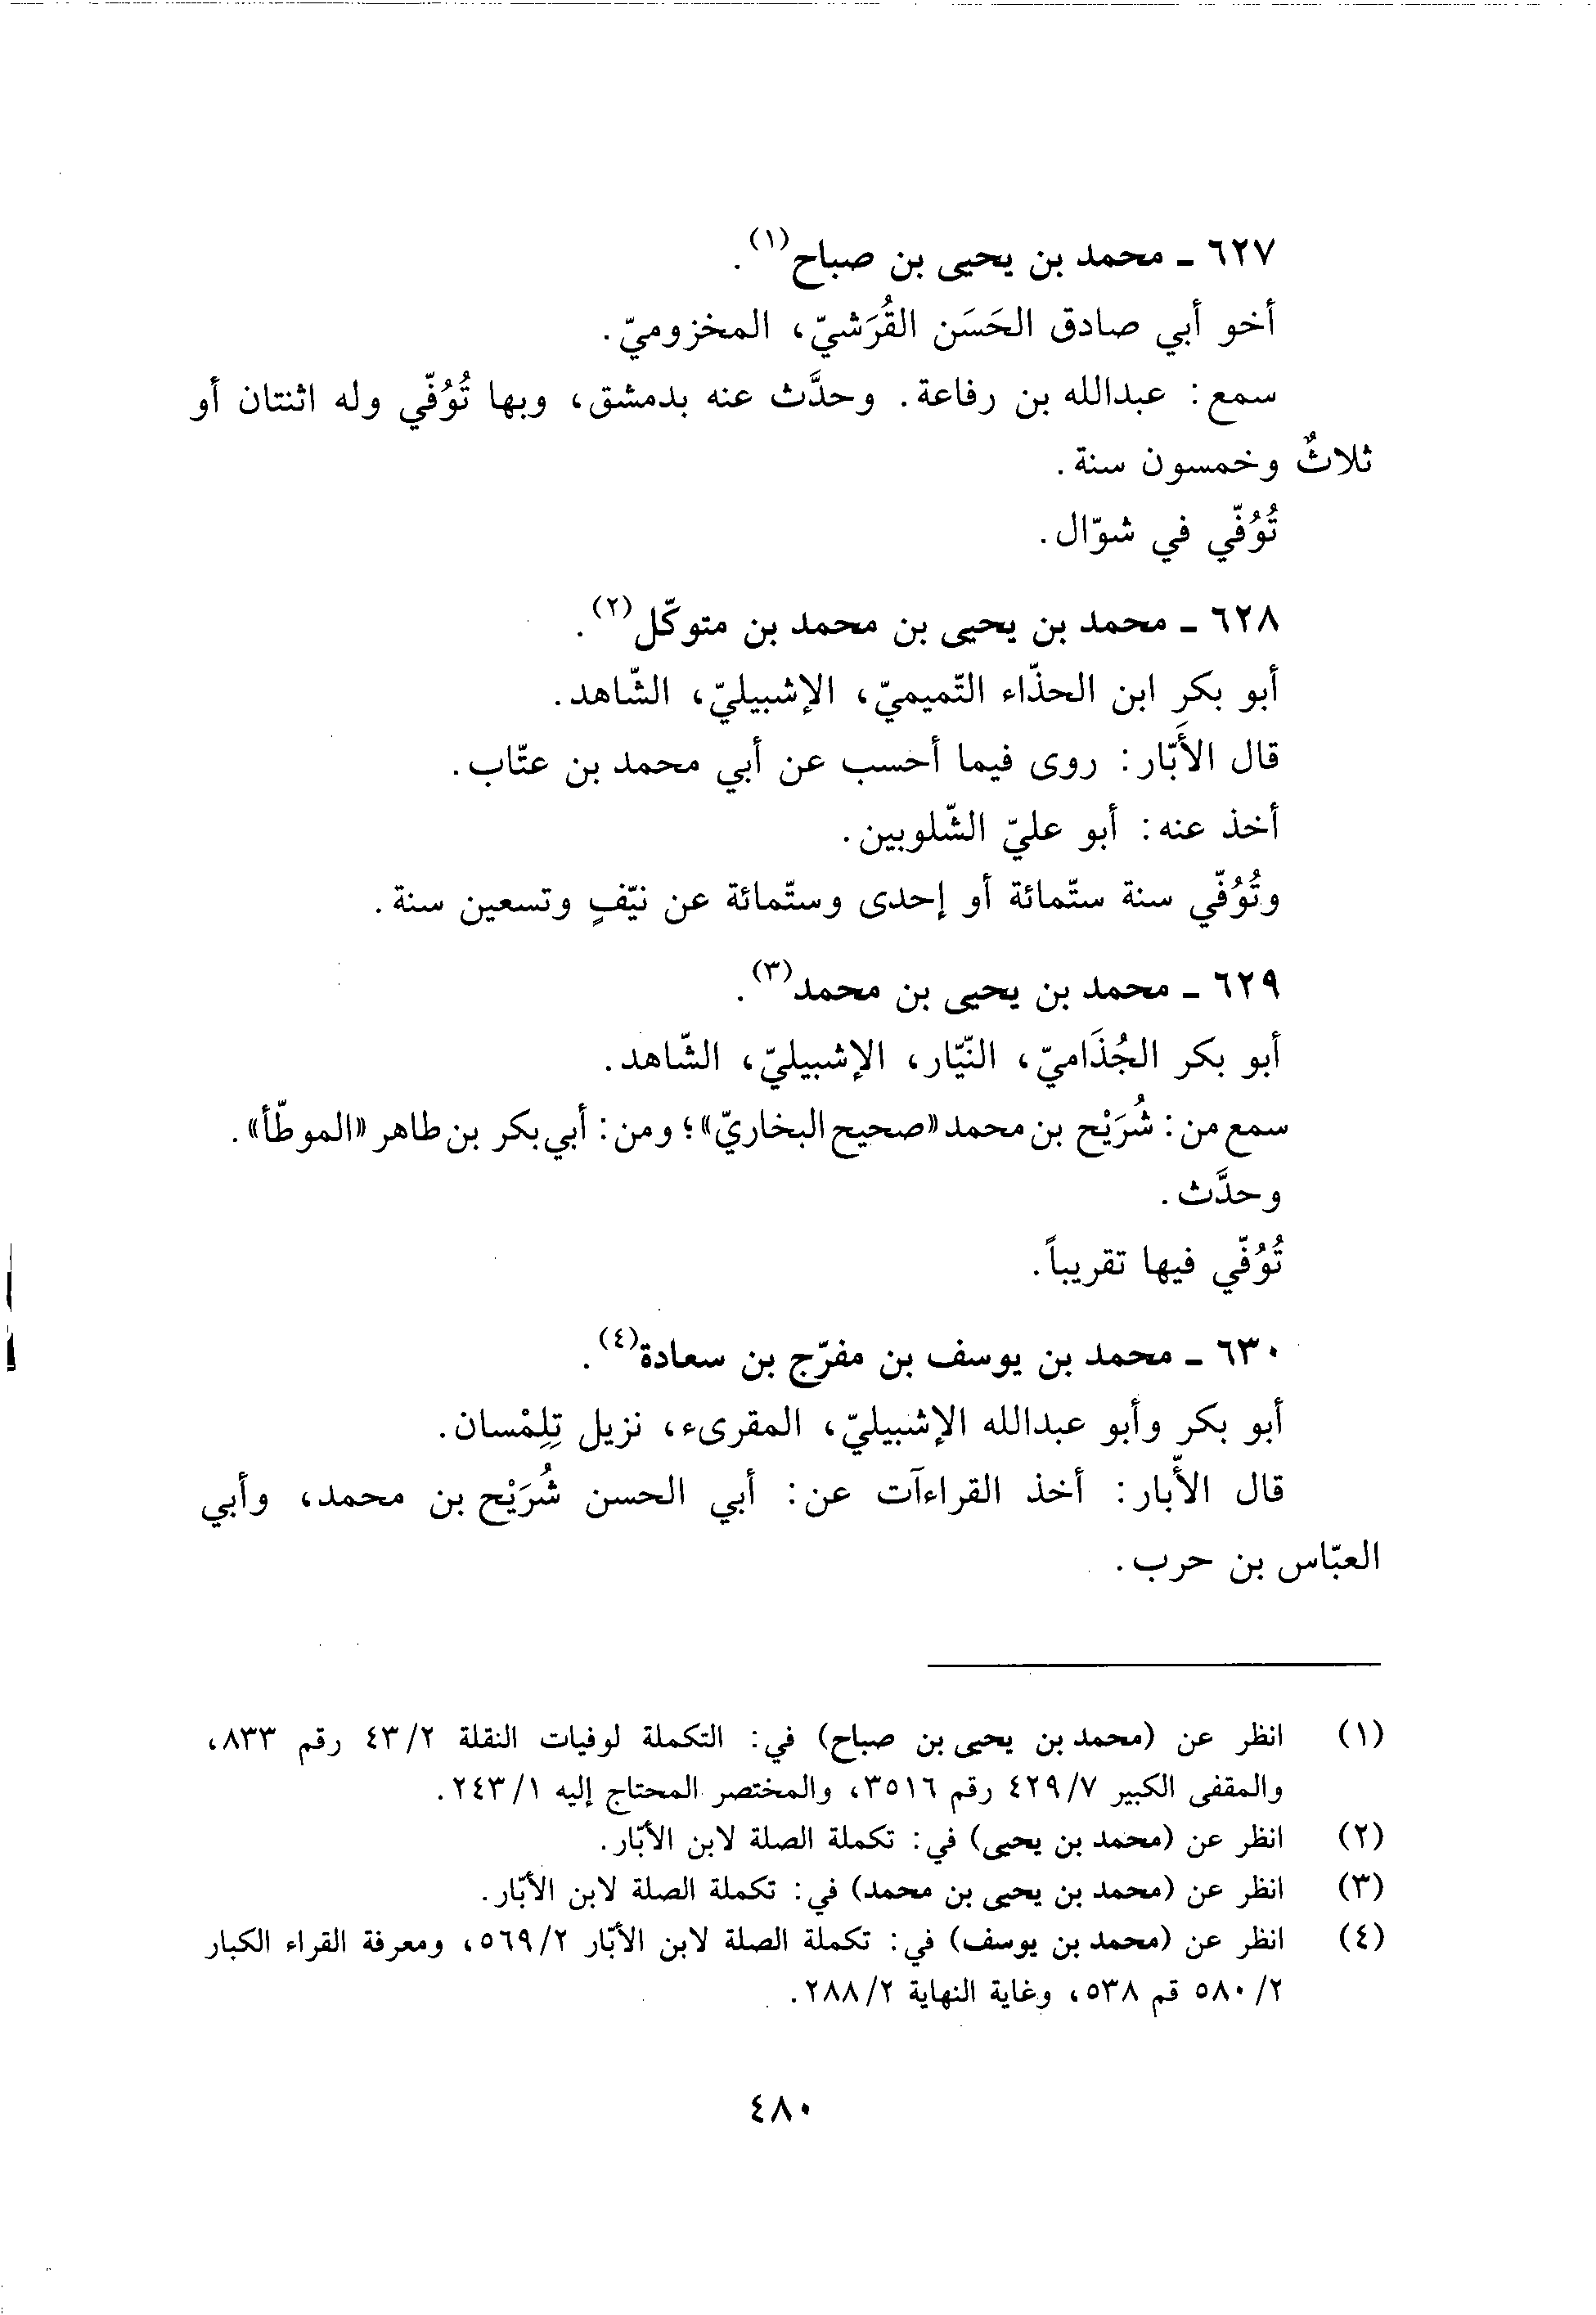 ٦٢٧ ـ محمد بن يحيى بن صباح(١).
أخو أبي صادق الحَسَن القُرَشيّ، المخزوميّ.
سمع: عبدالله بن رفاعة. وحدَّث عنه بدمشق، وبها تُوُفّي وله اثنتان أو
ثلاثٌ وخمسون سنة.
تُوُفّي في شوّال.
٦٢٨ ـ محمد بن يحيى بن محمد بن متوكّل(٢).
أبو بكر ابن الحذّاء التّميميّ، الإشبيليّ، الشّاهد.
قال الأَبّار: روى فيما أحسب عن أبي محمد بن عتّاب.
أخذ عنه: أبو عليّ الشّلوبين.
وتُوُفّي سنة ستّمائة أو إحدى وستّمائة عن نيّفٍ وتسعين سنة.
٦٢٩ ـ محمد بن يحيى بن محمد(٣).
أبو بكر الجُذَاميّ، النّيّار، الإشبيليّ، الشّاهد.
سمع من: شُرَيْح بن محمد «صحيح البخاريّ»؛ ومن: أبي بكر بن طاهر «الموطّأ».
وحدَّث.
تُوُفّي فيها تقريباً.
٦٣٠ ـ محمد بن يوسف بن مفرّج بن سعادة(٤).
أبو بكر وأبو عبدالله الإشبيليّ، المقرىء، نزيل تِلِمْسان.
قال الأّبار: أخذ القراءآت عن: أبي الحسن شُرَيْح بن محمد، وأبي
العبّاس بن حرب.
(١) انظر عن (محمد بن يحيى بن صباح) في: التكملة لوفيات النقلة ٤٣/٢ رقم ٨٣٣،
والمقفى الكبير ٤٢٩/٧ رقم ٣٥١٦، والمختصر المحتاج إليه ٢٤٣/١.
(٢) انظر عن (محمد بن يحيى) في: تكملة الصلة لابن الأبّار.
(٣) انظر عن (محمد بن يحيى بن محمد) في: تكملة الصلة لابن الأبّار.
(٤) انظر عن (محمد بن يوسف) في: تكملة الصلة لابن الأبّار ٥٦٩/٢، ومعرفة القراء الكبار
٥٨٠/٢ قم ٥٣٨، وغاية النهاية ٢٨٨/٢.
٤٨٠